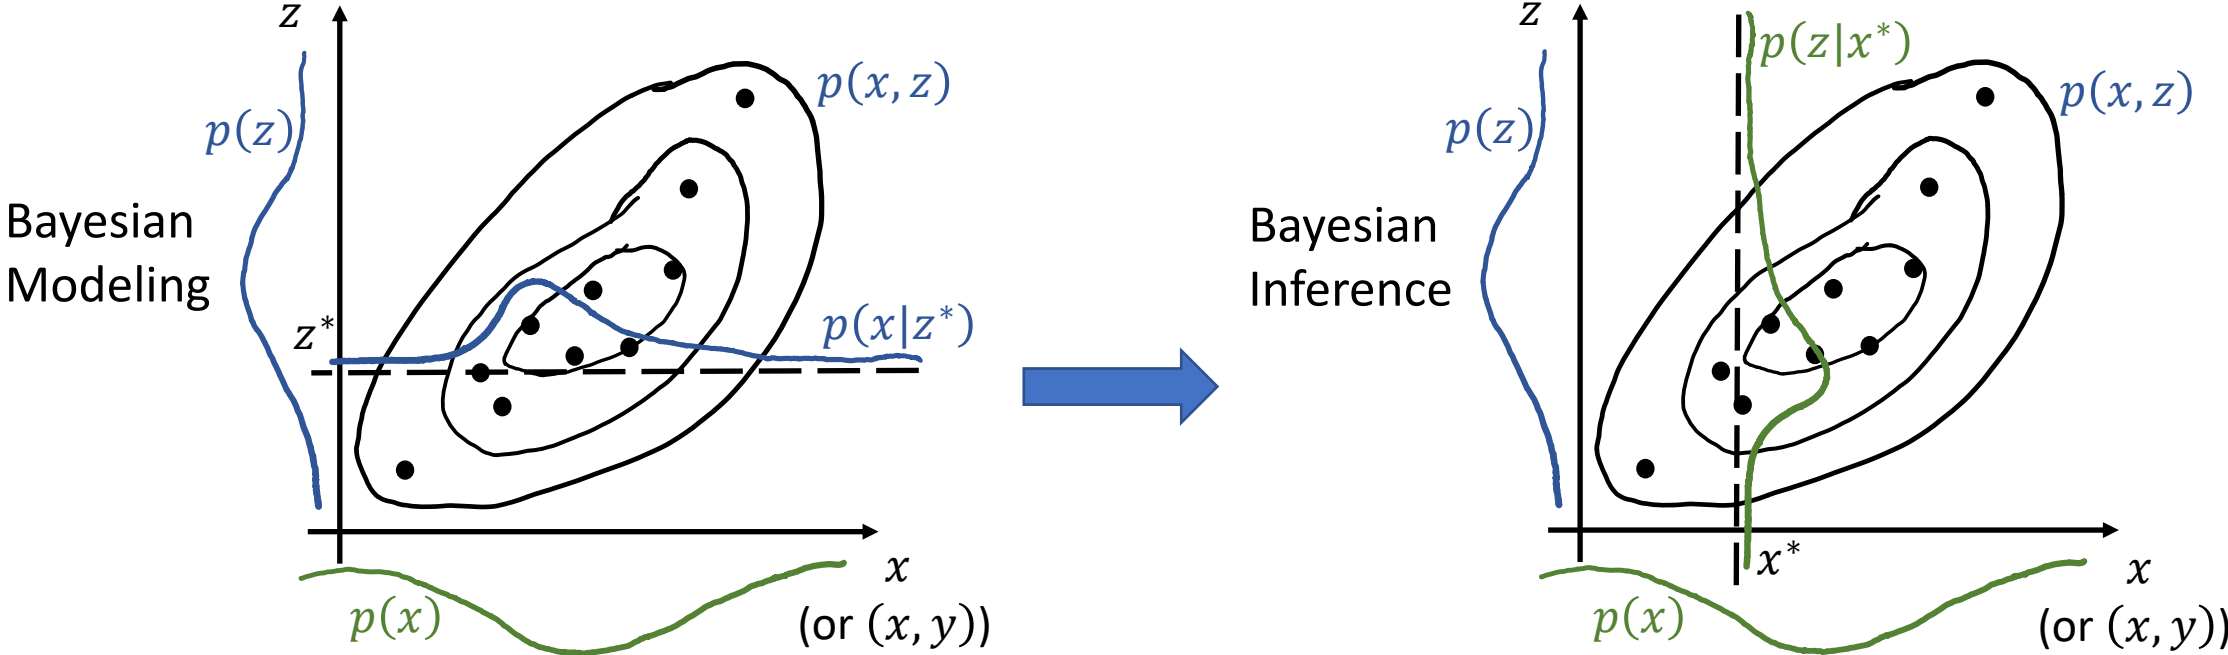 z
p(x, z)
p(z)
Bayesian
Modeling
z*
p(x|z*)
x
p(x)
(or (x, y))
z
p(z|x*)
p(x, z)
p(z)
Bayesian
Inference
x*
x
p(x)
(or (x, y))